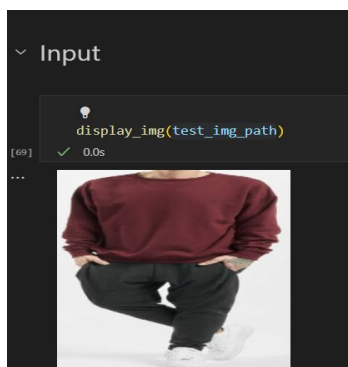 Input
display_img(test_img_path)
[69]
0.0s
...